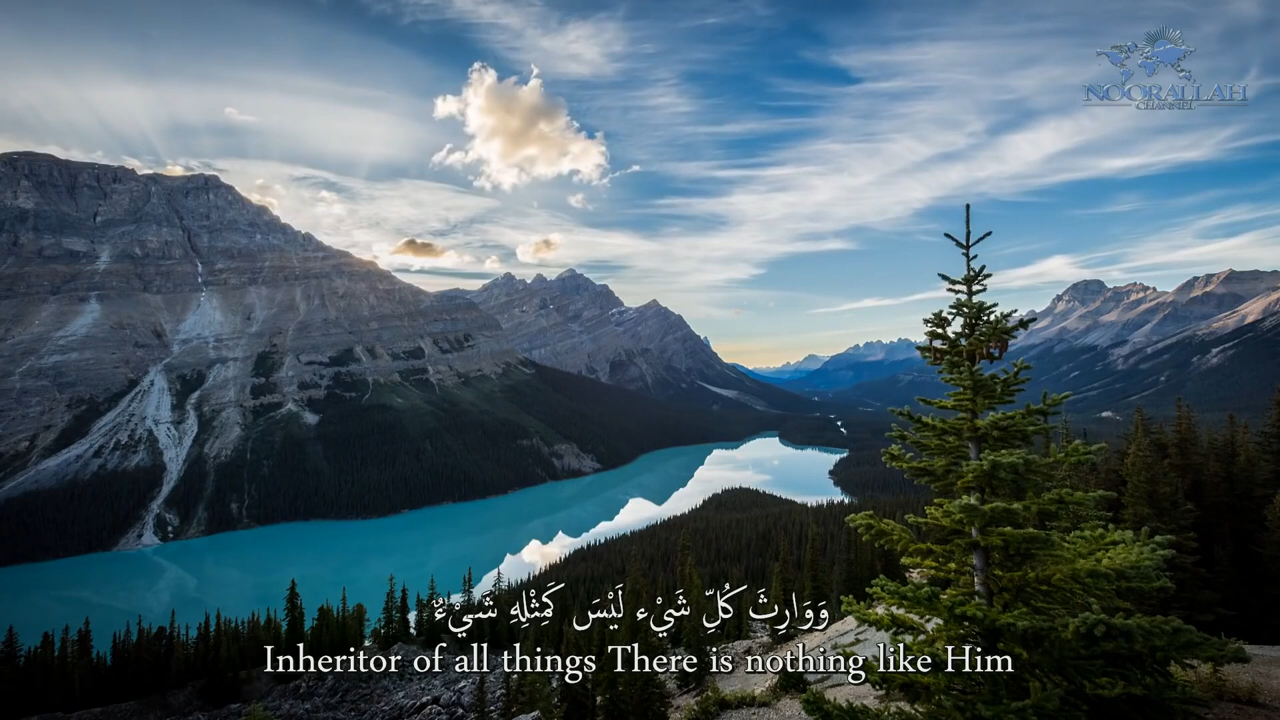 NOORALLAH
CHANNEL
وَوَارِثَ كُلِّ شَيْء لَيْسَ كَمِثْلِهِ شَيْءٌ
Inheritor of all things There is nothing like Him